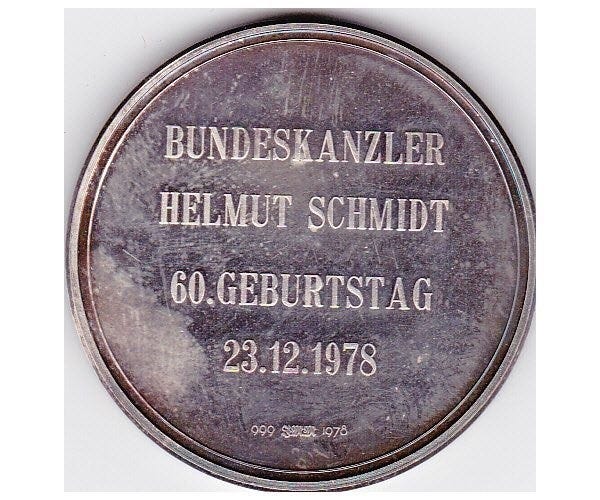 BUNDESKANZLER
HELMUT SCHMIDT
60.GEBURTSTAG
23.12.1978
999 1978